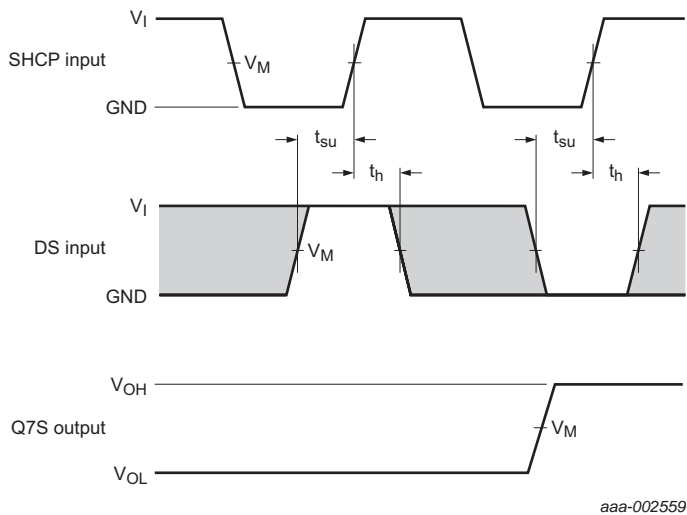 V_I
SHCP input
V_M
GND
t_su t_su
t_h t_h
V_I
DS input
V_M
GND
V_OH
Q7S output
V_M
V_OL
aaa-002559